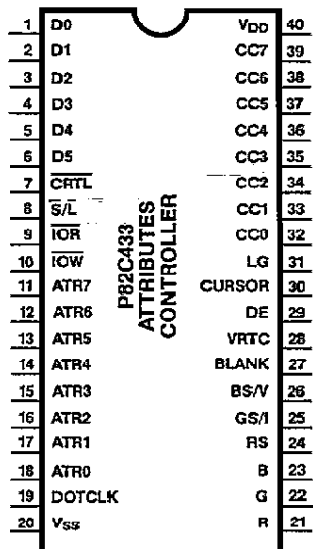 1 D0 VDD 40
2 D1 CC7 39
3 D2 CC6 38
4 D3 CC5 37
5 D4 CC4 36
6 D5 CC3 35
7 CRTL CC2 34
8 S/L CC1 33
9 IOR CC0 32
10 IOW LG 31
11 ATR7 CURSOR 30
12 ATR6 DE 29
13 ATR5 VRTC 28
14 ATR4 BLANK 27
15 ATR3 BS/V 26
16 ATR2 GS/I 25
17 ATR1 RS 24
18 ATR0 B 23
19 DOTCLK G 22
20 VSS R 21
P82C433
ATTRIBUTES
CONTROLLER